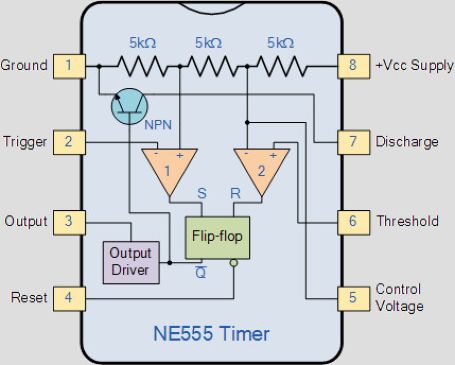 5kΩ 5kΩ 5kΩ
Ground 1 8 +Vcc Supply
NPN
Trigger 2 7 Discharge
- + - +
1 2
S R
Output 3 6 Threshold
Flip-flop
Output
Driver
Q̅
Reset 4 5 Control
Voltage
NE555 Timer